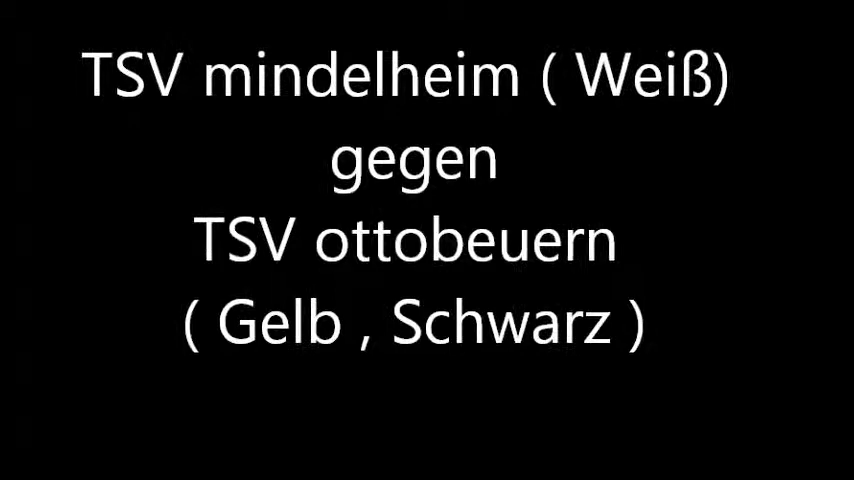 TSV mindelheim ( Weiß)
gegen
TSV ottobeuern
( Gelb , Schwarz )